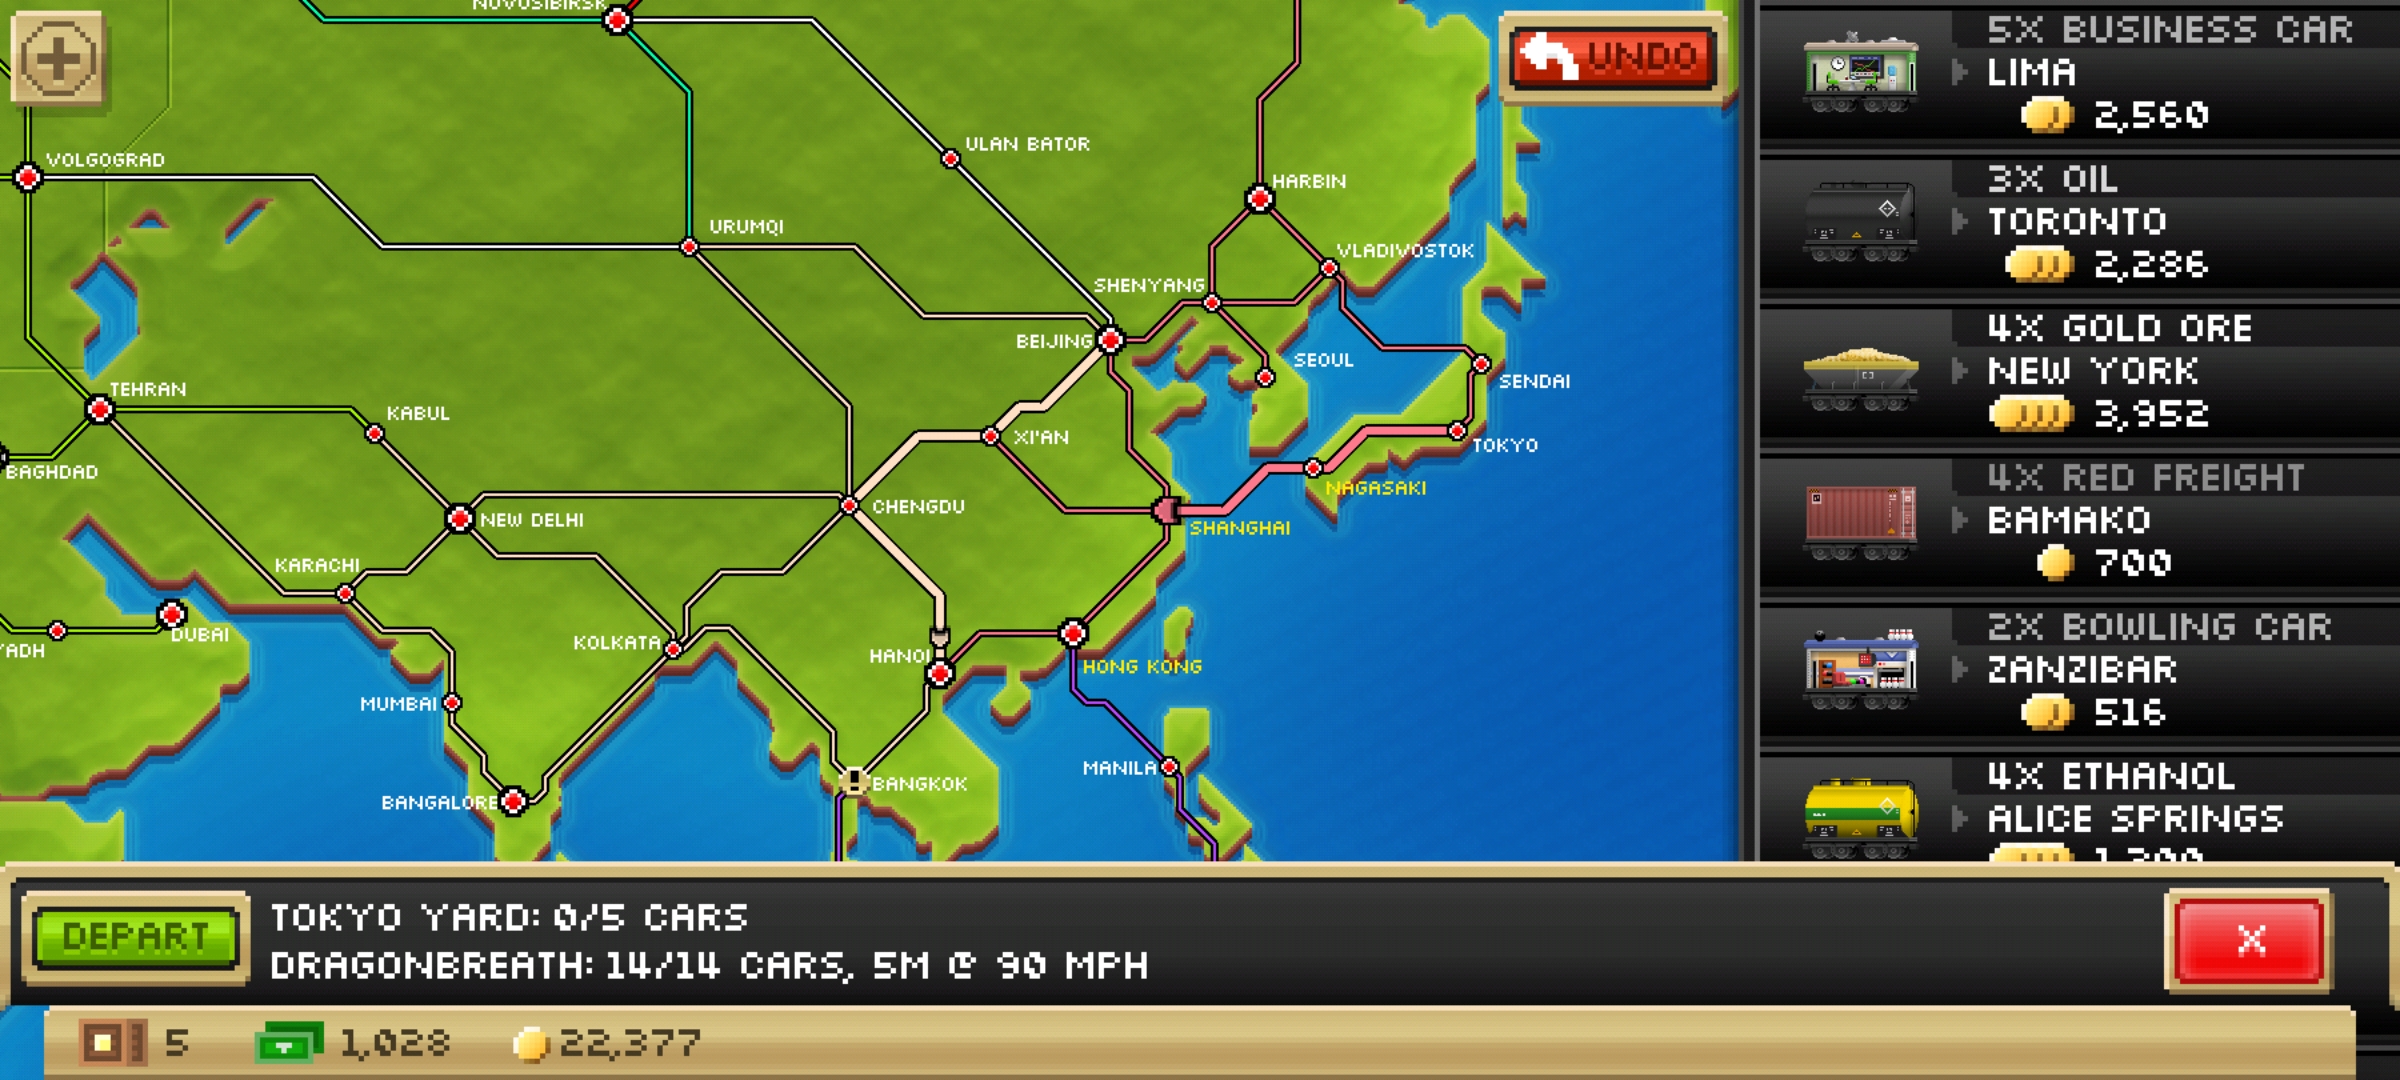 NOVOSIBIRSK
UNDO
VOLGOGRAD
ULAN BATOR
HARBIN
URUMQI
VLADIVOSTOK
SHENYANG
BEIJING
SEOUL
SENDAI
TEHRAN
KABUL
XI'AN
TOKYO
BAGHDAD
NEW DELHI
CHENGDU
NAGASAKI
SHANGHAI
KARACHI
DUBAI
YADH
KOLKATA
HANOI
HONG KONG
MUMBAI
MANILA
BANGKOK
BANGALORE
5X BUSINESS CAR
LIMA
2,560
3X OIL
TORONTO
2,286
4X GOLD ORE
NEW YORK
3,952
4X RED FREIGHT
BAMAKO
700
2X BOWLING CAR
ZANZIBAR
516
4X ETHANOL
ALICE SPRINGS
DEPART
TOKYO YARD: 0/5 CARS
DRAGONBREATH: 14/14 CARS, 5M @ 90 MPH
X
5
1,028
22,377